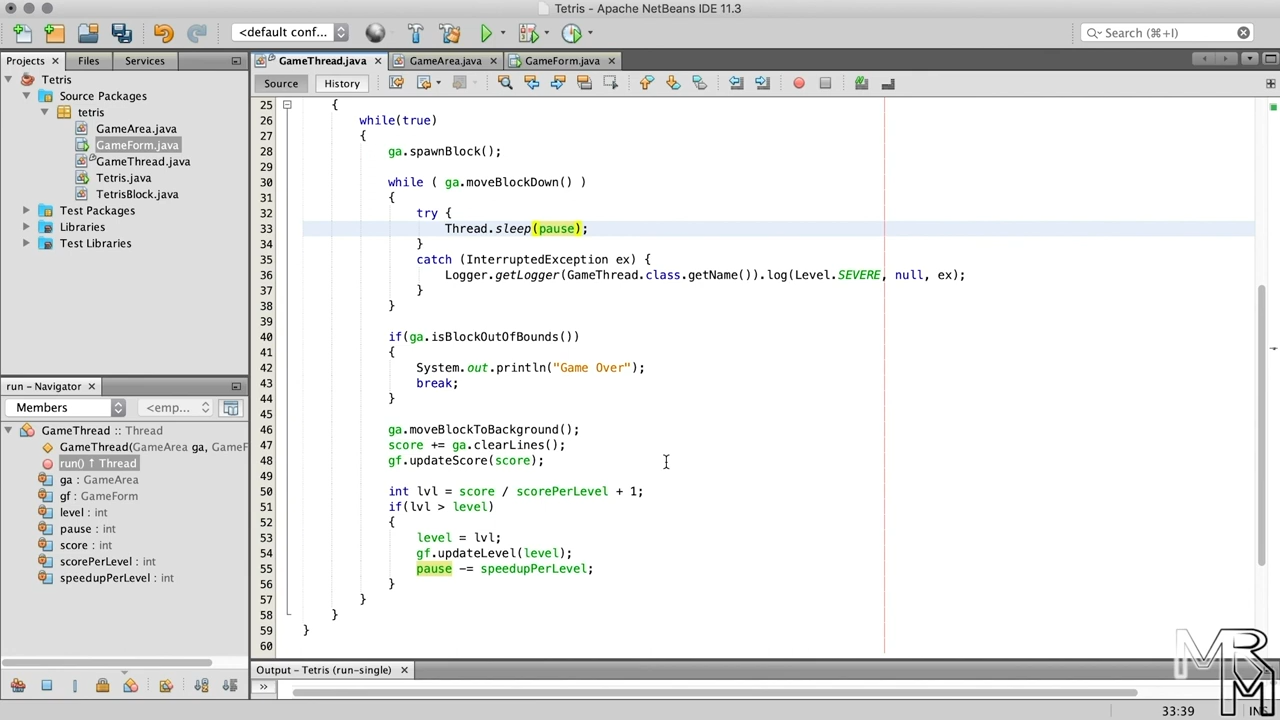 Tetris - Apache NetBeans IDE 11.3
<default conf...
Search (⌘+I)
Projects Files Services
GameThread.java GameArea.java GameForm.java
Source History
Tetris
Source Packages
tetris
GameArea.java
GameForm.java
GameThread.java
Tetris.java
TetrisBlock.java
Test Packages
Libraries
Test Libraries
run - Navigator
Members <emp...
GameThread :: Thread
GameThread(GameArea ga, GameF
run() ↑ Thread
ga : GameArea
gf : GameForm
level : int
pause : int
score : int
scorePerLevel : int
speedupPerLevel : int
25 {
26 while(true)
27 {
28 ga.spawnBlock();
29
30 while ( ga.moveBlockDown() )
31 {
32 try {
33 Thread.sleep(pause);
34 }
35 catch (InterruptedException ex) {
36 Logger.getLogger(GameThread.class.getName()).log(Level.SEVERE, null, ex);
37 }
38 }
39
40 if(ga.isBlockOutOfBounds())
41 {
42 System.out.println("Game Over");
43 break;
44 }
45
46 ga.moveBlockToBackground();
47 score += ga.clearLines();
48 gf.updateScore(score);
49
50 int lvl = score / scorePerLevel + 1;
51 if(lvl > level)
52 {
53 level = lvl;
54 gf.updateLevel(level);
55 pause -= speedupPerLevel;
56 }
57 }
58 }
59 }
60
Output - Tetris (run-single)
33:39